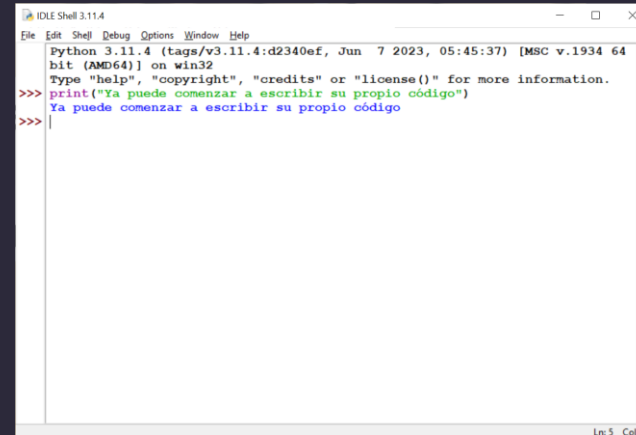 IDLE Shell 3.11.4
File Edit Shell Debug Options Window Help
Python 3.11.4 (tags/v3.11.4:d2340ef, Jun  7 2023, 05:45:37) [MSC v.1934 64
bit (AMD64)] on win32
Type "help", "copyright", "credits" or "license()" for more information.
>>> print("Ya puede comenzar a escribir su propio código")
Ya puede comenzar a escribir su propio código
>>>
Ln: 5 Col